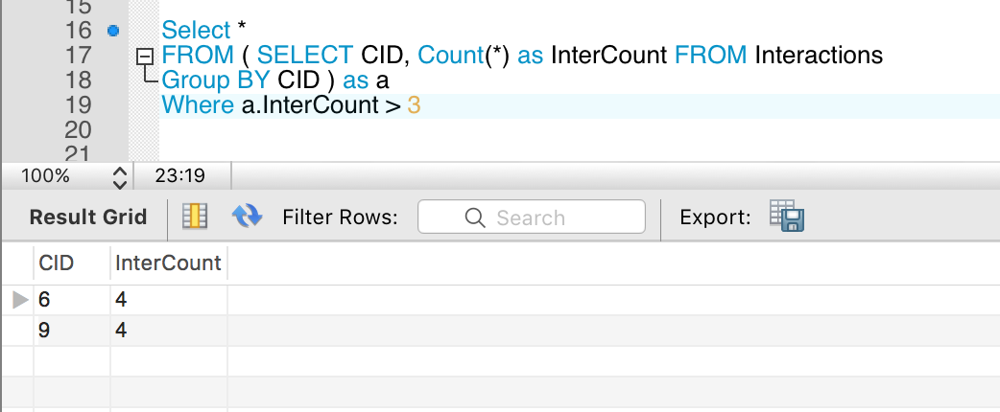 15
16 Select *
17 FROM ( SELECT CID, Count(*) as InterCount FROM Interactions
18 Group BY CID ) as a
19 Where a.InterCount > 3
20
21
100% 23:19
Result Grid Filter Rows: Search Export:
CID InterCount
6 4
9 4